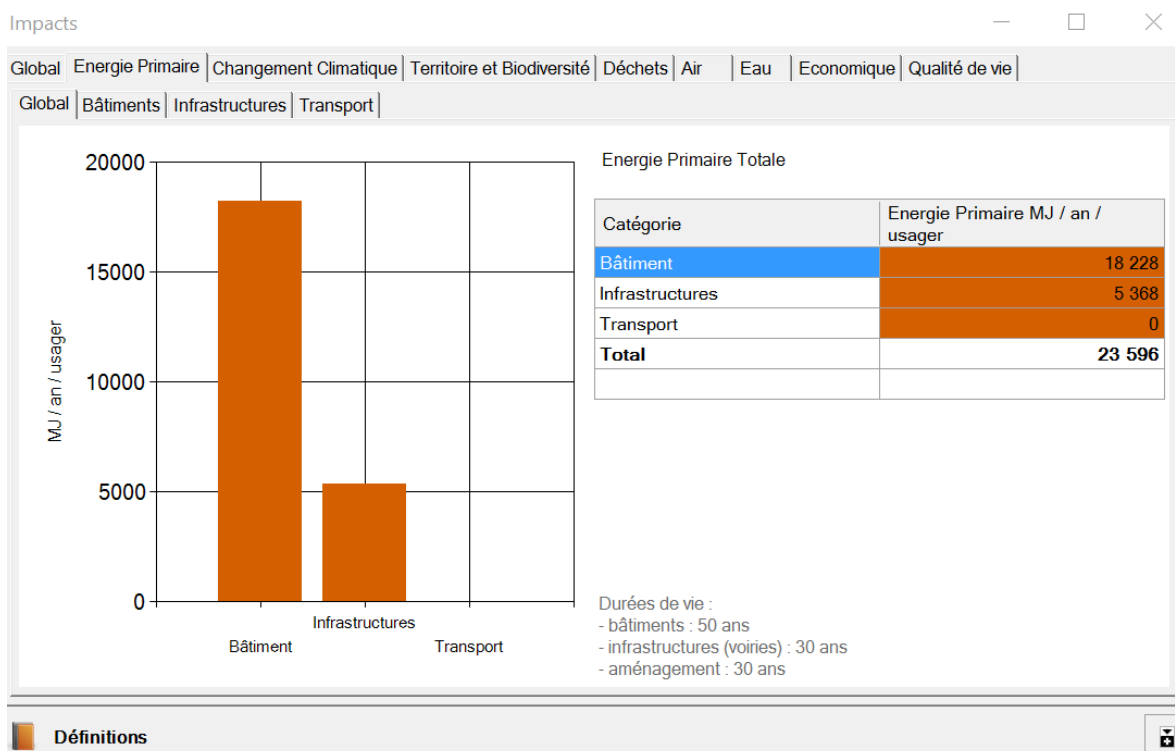 Impacts
Global Energie Primaire Changement Climatique Territoire et Biodiversité Déchets Air Eau Economique Qualité de vie
Global Bâtiments Infrastructures Transport
20000
15000
10000
5000
0
MJ / an / usager
Bâtiment
Infrastructures
Transport
Energie Primaire Totale
Catégorie Energie Primaire MJ / an /
usager
Bâtiment 18 228
Infrastructures 5 368
Transport 0
Total 23 596
Durées de vie :
- bâtiments : 50 ans
- infrastructures (voiries) : 30 ans
- aménagement : 30 ans
Définitions